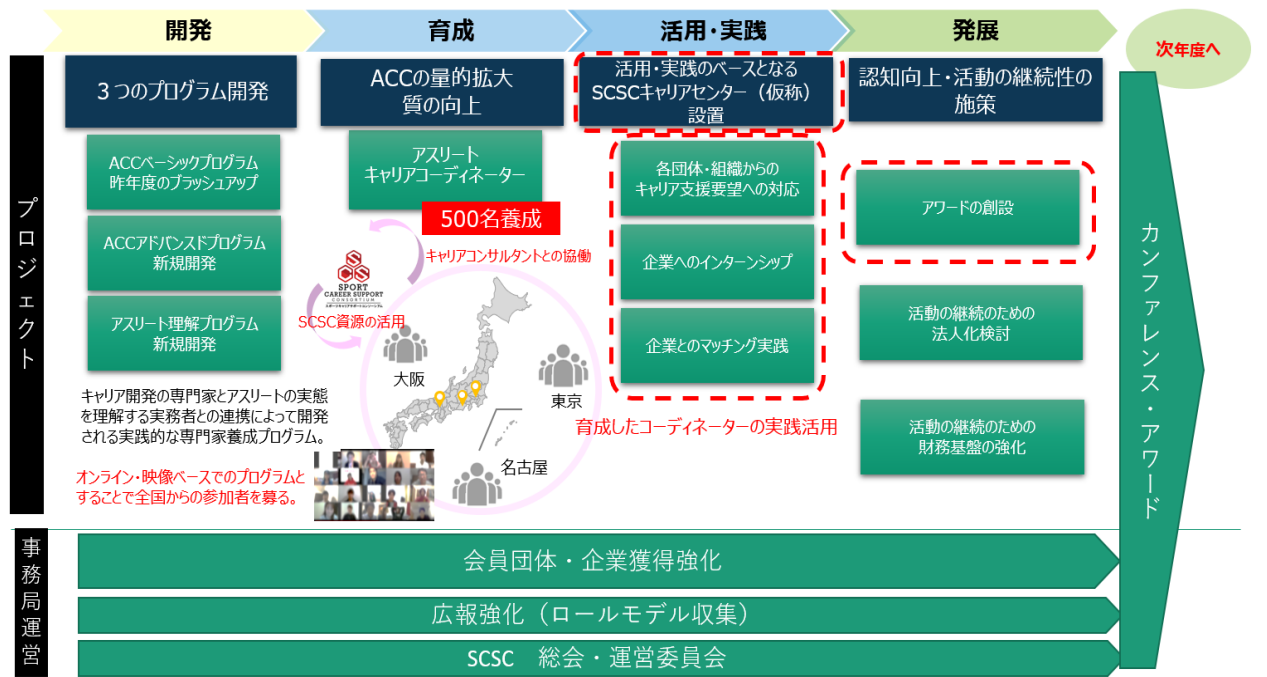 開発
育成
活用・実践
発展
次年度へ
プロジェクト
3つのプログラム開発
ACCベーシックプログラム
昨年度のブラッシュアップ
ACCアドバンスドプログラム
新規開発
アスリート理解プログラム
新規開発
キャリア開発の専門家とアスリートの実態
を理解する実務者との連携によって開発
される実践的な専門家養成プログラム。
オンライン・映像ベースでのプログラムと
することで全国からの参加者を募る。
ACCの量的拡大
質の向上
アスリート
キャリアコーディネーター
500名養成
キャリアコンサルタントとの協働
SCS
SPORT
CAREER SUPPORT
CONSORTIUM
スポーツキャリアサポートコンソーシアム
SCSC資源の活用
大阪
東京
名古屋
活用・実践のベースとなる
SCSCキャリアセンター（仮称）
設置
各団体・組織からの
キャリア支援要望への対応
企業へのインターンシップ
企業とのマッチング実践
育成したコーディネーターの実践活用
認知向上・活動の継続性の
施策
アワードの創設
活動の継続のための
法人化検討
活動の継続のための
財務基盤の強化
カンファレンス・アワード
事務局運営
会員団体・企業獲得強化
広報強化（ロールモデル収集）
SCSC　総会・運営委員会